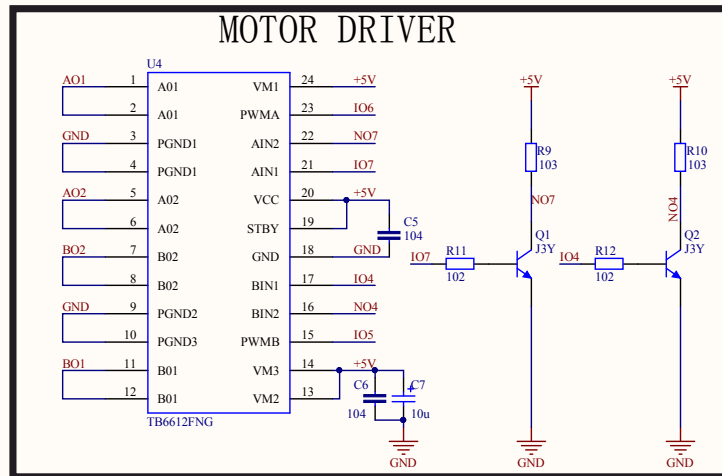 MOTOR DRIVER
U4
AO1 1 A01 VM1 24 +5V
2 A01 PWMA 23 IO6
GND 3 PGND1 AIN2 22 NO7
4 PGND1 AIN1 21 IO7
AO2 5 A02 VCC 20 +5V
6 A02 STBY 19
BO2 7 B02 GND 18 GND
8 B02 BIN1 17 IO4
GND 9 PGND2 BIN2 16 NO4
10 PGND3 PWMB 15 IO5
BO1 11 B01 VM3 14 +5V
12 B01 VM2 13
TB6612FNG
C5
104
C6
104
C7
+
10u
GND
+5V
R9
103
NO7
Q1
J3Y
IO7
R11
102
GND
+5V
R10
103
NO4
Q2
J3Y
IO4
R12
102
GND